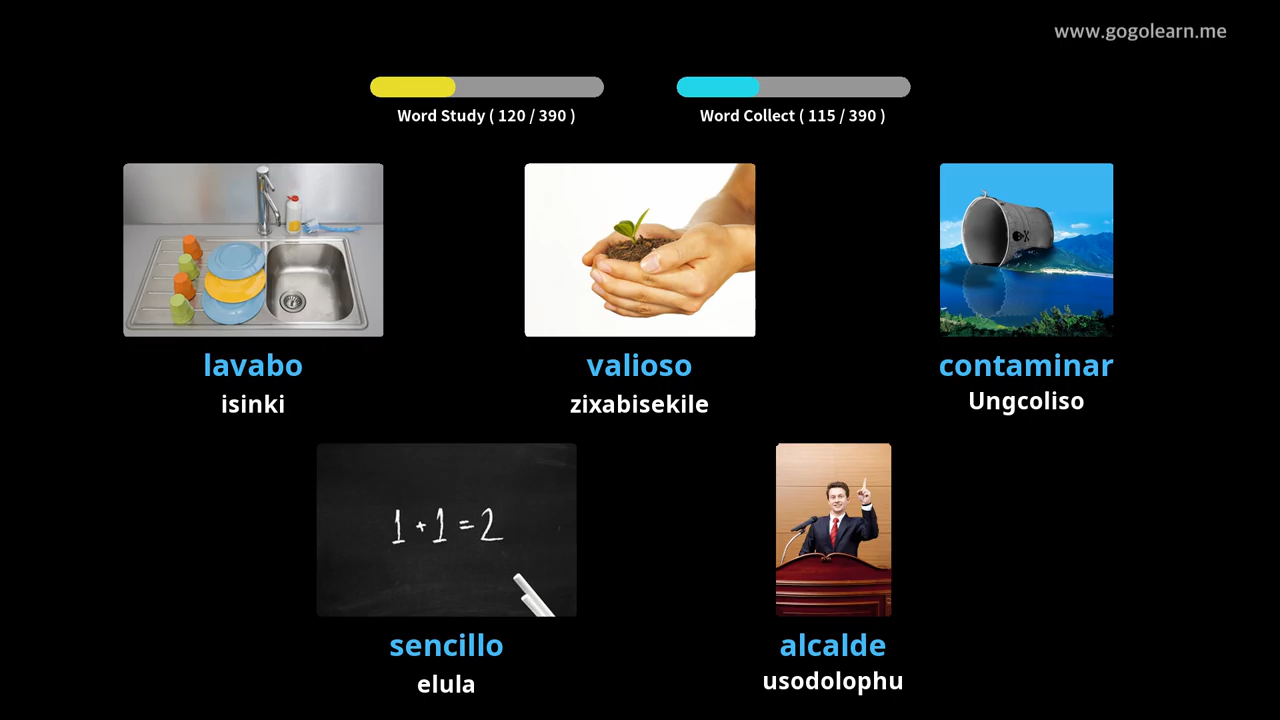 www.gogolearn.me
Word Study ( 120 / 390 )
Word Collect ( 115 / 390 )
lavabo
isinki
valioso
zixabisekile
contaminar
Ungcoliso
1 + 1 = 2
sencillo
elula
alcalde
usodolophu